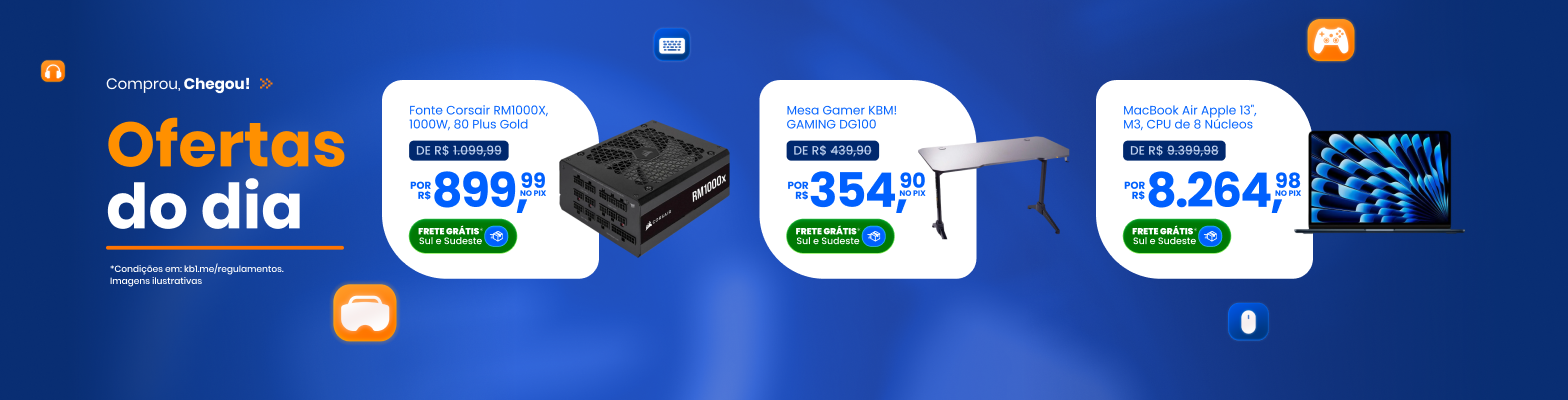 Comprou, Chegou!
Ofertas
do dia
*Condições em: kb1.me/regulamentos.
Imagens ilustrativas
Fonte Corsair RM1000X,
1000W, 80 Plus Gold
DE R$ 1.099,99
POR R$ 899,99 NO PIX
FRETE GRÁTIS*
Sul e Sudeste
RM1000x
CORSAIR
Mesa Gamer KBM!
GAMING DG100
DE R$ 439,90
POR R$ 354,90 NO PIX
FRETE GRÁTIS*
Sul e Sudeste
MacBook Air Apple 13",
M3, CPU de 8 Núcleos
DE R$ 9.399,98
POR R$ 8.264,98 NO PIX
FRETE GRÁTIS*
Sul e Sudeste